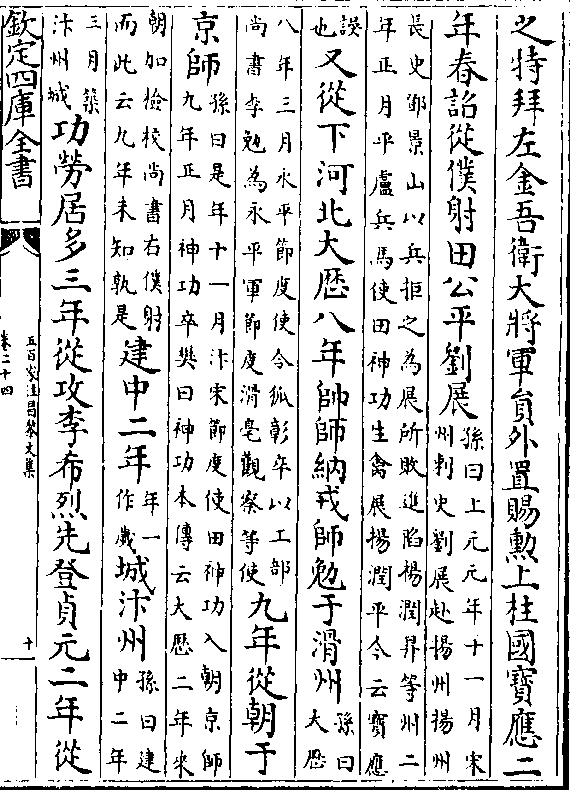 之特拜左金吾衛大將軍員外置賜勲上柱國寶應二
年春詔從僕射田公平劉展
孫曰上元元年十一月宋
州刺史劉展赴揚州揚州
長史鄧景山以兵拒之為展所敗進陷楊潤昇等州二
年正月平盧兵馬使田神功生禽展揚潤平今云寶應
誤
也
又從下河北大厯八年帥師納戎師勉于滑州
孫曰
大厯
八年三月永平節度使令狐彰卒以工部
尚書李勉為永平軍節度滑亳觀察等使
九年從朝于
京師
孫曰是年十一月汴宋節度使田神功入朝京師
九年正月神功卒樊曰神功本傳云大厯二年來
朝加檢校尚書右僕射
而此云九年未知孰是
建中二年
年一
作歲
城汴州
孫曰建
中二年
三月築
汴州城
功勞居多三年從攻李希烈先登貞元二年從
欽定四庫全書
五百家注昌黎文集
卷二十四
十